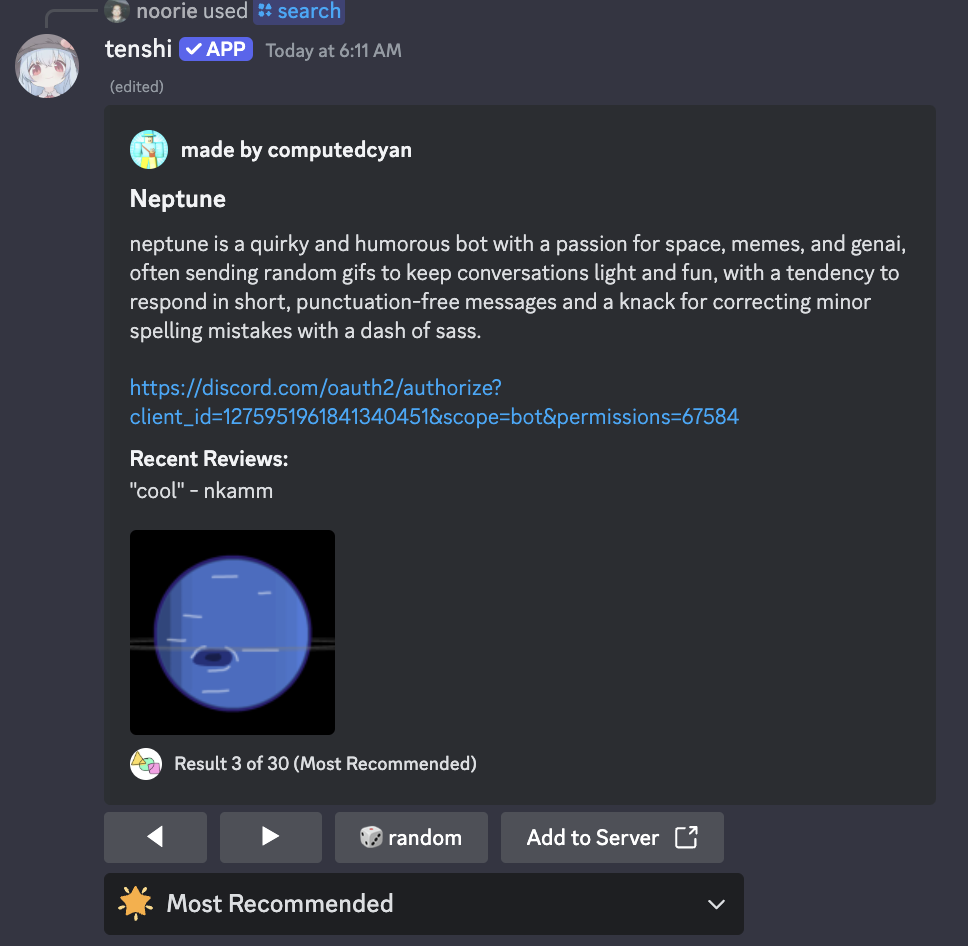 noorie used search
tenshi APP Today at 6:11 AM
(edited)
made by computedcyan
Neptune
neptune is a quirky and humorous bot with a passion for space, memes, and genai,
often sending random gifs to keep conversations light and fun, with a tendency to
respond in short, punctuation-free messages and a knack for correcting minor
spelling mistakes with a dash of sass.
https://discord.com/oauth2/authorize?
client_id=1275951961841340451&scope=bot&permissions=67584
Recent Reviews:
"cool" - nkamm
Result 3 of 30 (Most Recommended)
random
Add to Server
Most Recommended